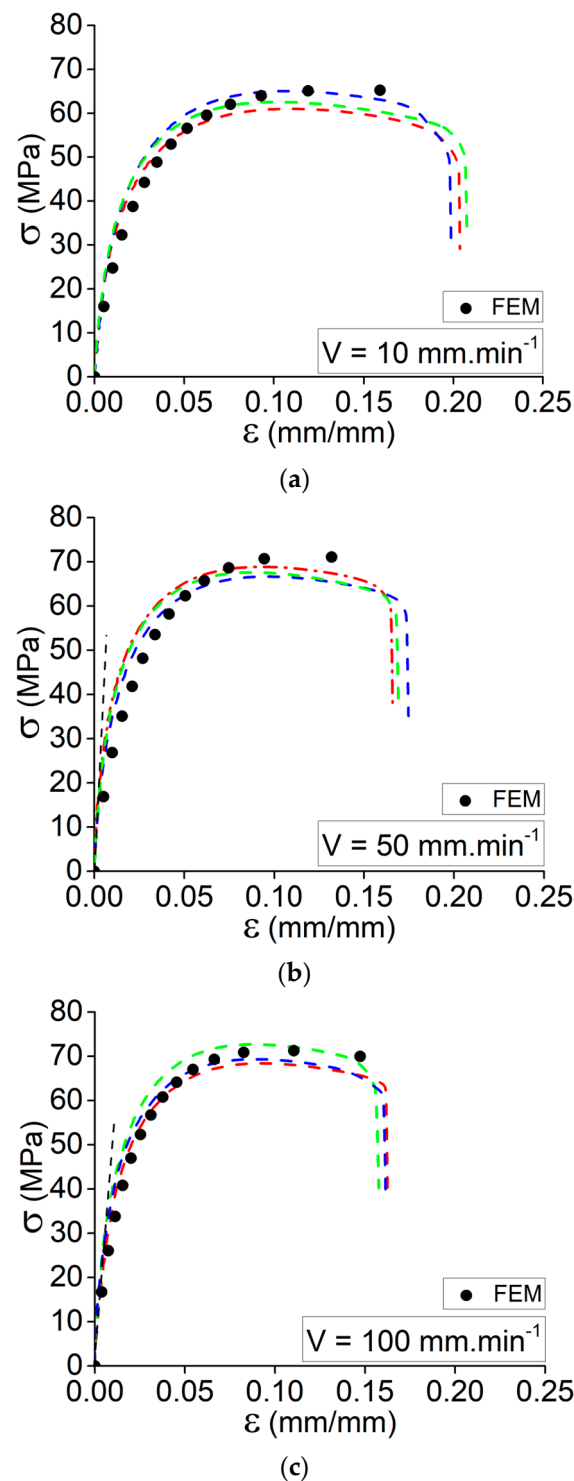 80
70
60
50
40
30
20
10
0
σ (MPa)
FEM
V = 10 mm.min⁻¹
0.00 0.05 0.10 0.15 0.20 0.25
ε (mm/mm)
(a)
80
70
60
50
40
30
20
10
0
σ (MPa)
FEM
V = 50 mm.min⁻¹
0.00 0.05 0.10 0.15 0.20 0.25
ε (mm/mm)
(b)
80
70
60
50
40
30
20
10
0
σ (MPa)
FEM
V = 100 mm.min⁻¹
0.00 0.05 0.10 0.15 0.20 0.25
ε (mm/mm)
(c)